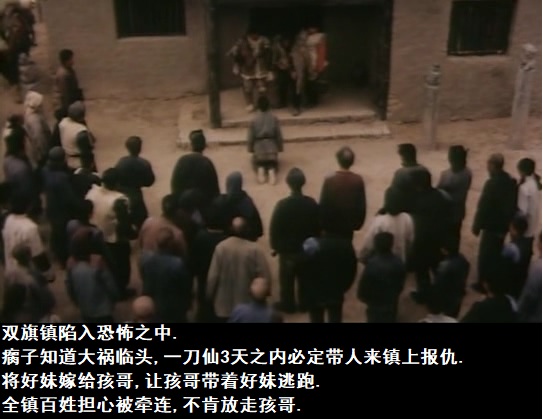 双旗镇陷入恐怖之中.
瘸子知道大祸临头,一刀仙3天之内必定带人来镇上报仇.
将好妹嫁给孩哥,让孩哥带着好妹逃跑.
全镇百姓担心被牵连,不肯放走孩哥.